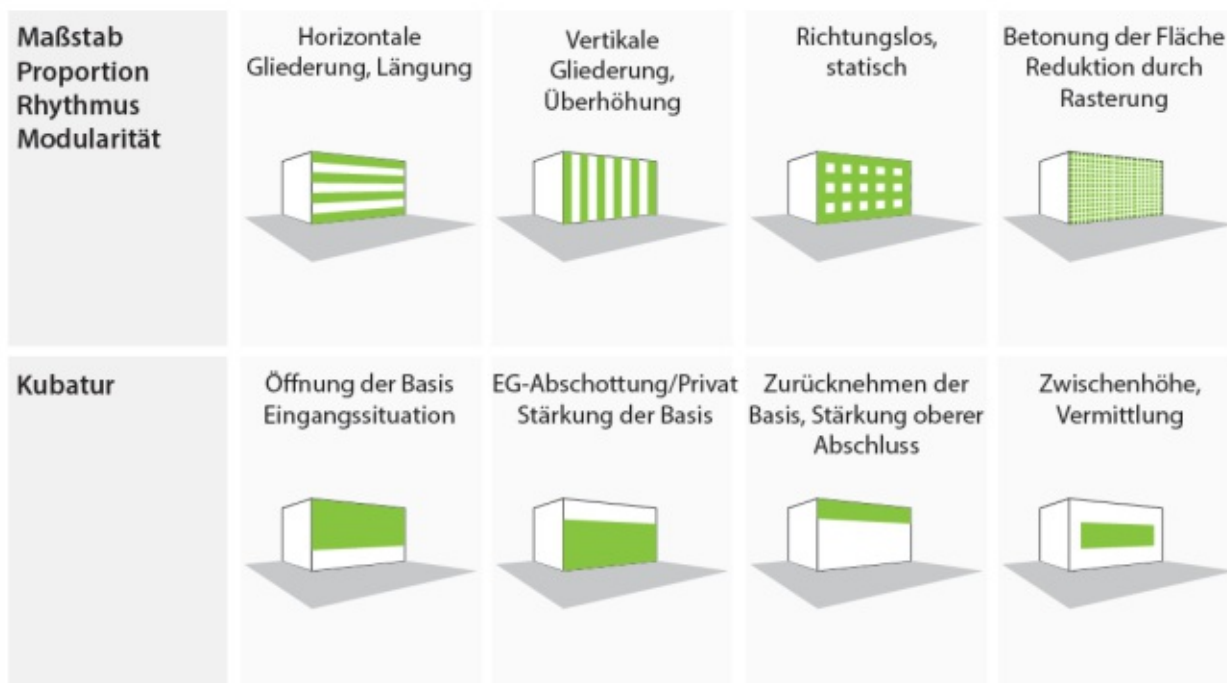 Maßstab
Proportion
Rhythmus
Modularität
Horizontale
Gliederung, Längung
Vertikale
Gliederung,
Überhöhung
Richtungslos,
statisch
Betonung der Fläche
Reduktion durch
Rasterung
Kubatur
Öffnung der Basis
Eingangssituation
EG-Abschottung/Privat
Stärkung der Basis
Zurücknehmen der
Basis, Stärkung oberer
Abschluss
Zwischenhöhe,
Vermittlung